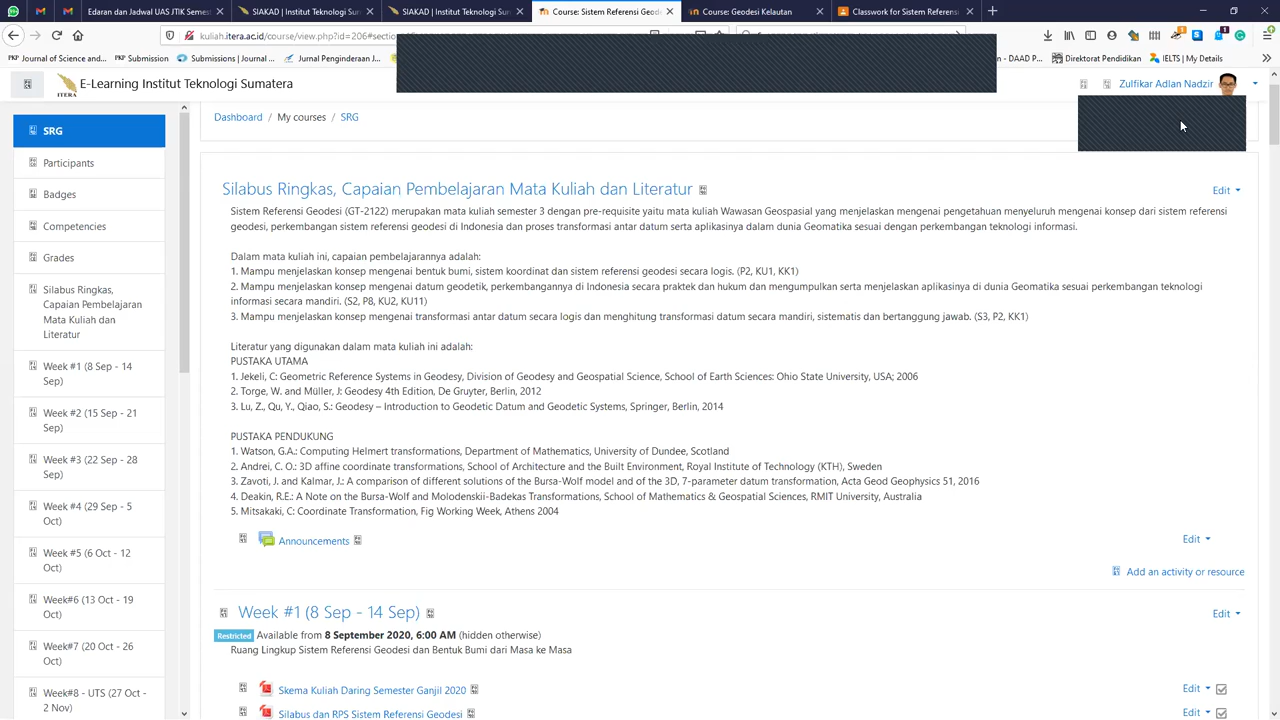 Edaran dan Jadwal UAS JTIK Semest
SIAKAD | Teknologi Informasi
SIAKAD | Teknologi Informasi
Course: Sistem Referensi Geode
Course: Geodesi Kelautan
Classwork for Sistem Referensi
kuliah.itera.ac.id/course/view.php?id=206#section
Journal of Science and...
PKP Submission
Submissions | Journal ...
Jurnal Penginderaan J...
n - DAAD P...
Direktorat Pendidikan
IELTS | My Details
E-Learning Institut Teknologi Sumatera
Zulfikar Adlan Nadzir
Dashboard / My courses / SRG
SRG
Participants
Badges
Competencies
Grades
Silabus Ringkas,
Capaian Pembelajaran
Mata Kuliah dan
Literatur
Week #1 (8 Sep - 14
Sep)
Week #2 (15 Sep - 21
Sep)
Week #3 (22 Sep - 28
Sep)
Week #4 (29 Sep - 5
Oct)
Week #5 (6 Oct - 12
Oct)
Week#6 (13 Oct - 19
Oct)
Week#7 (20 Oct - 26
Oct)
Week#8 - UTS (27 Oct -
2 Nov)
Silabus Ringkas, Capaian Pembelajaran Mata Kuliah dan Literatur
Edit
Sistem Referensi Geodesi (GT-2122) merupakan mata kuliah semester 3 dengan pre-requisite yaitu mata kuliah Wawasan Geospasial yang menjelaskan mengenai pengetahuan menyeluruh mengenai konsep dari sistem referensi
geodesi, perkembangan sistem referensi geodesi di Indonesia dan proses transformasi antar datum serta aplikasinya dalam dunia Geomatika sesuai dengan perkembangan teknologi informasi.
Dalam mata kuliah ini, capaian pembelajarannya adalah:
1. Mampu menjelaskan konsep mengenai bentuk bumi, sistem koordinat dan sistem referensi geodesi secara logis. (P2, KU1, KK1)
2. Mampu menjelaskan konsep mengenai datum geodetik, perkembangannya di Indonesia secara praktek dan hukum dan mengumpulkan serta menjelaskan aplikasinya di dunia Geomatika sesuai perkembangan teknologi
informasi secara mandiri. (S2, P8, KU2, KU11)
3. Mampu menjelaskan konsep mengenai transformasi antar datum secara logis dan menghitung transformasi datum secara mandiri, sistematis dan bertanggung jawab. (S3, P2, KK1)
Literatur yang digunakan dalam mata kuliah ini adalah:
PUSTAKA UTAMA
1. Jekeli, C: Geometric Reference Systems in Geodesy, Division of Geodesy and Geospatial Science, School of Earth Sciences: Ohio State University, USA; 2006
2. Torge, W. and Müller, J: Geodesy 4th Edition, De Gruyter, Berlin, 2012
3. Lu, Z., Qu, Y., Qiao, S.: Geodesy – Introduction to Geodetic Datum and Geodetic Systems, Springer, Berlin, 2014
PUSTAKA PENDUKUNG
1. Watson, G.A.: Computing Helmert transformations, Department of Mathematics, University of Dundee, Scotland
2. Andrei, C. O.: 3D affine coordinate transformations, School of Architecture and the Built Environment, Royal Institute of Technology (KTH), Sweden
3. Zavoti, J. and Kalmar, J.: A comparison of different solutions of the Bursa-Wolf model and of the 3D, 7-parameter datum transformation, Acta Geod Geophysics 51, 2016
4. Deakin, R.E.: A Note on the Bursa-Wolf and Molodenskii-Badekas Transformations, School of Mathematics & Geospatial Sciences, RMIT University, Australia
5. Mitsakaki, C: Coordinate Transformation, Fig Working Week, Athens 2004
Announcements
Edit
Add an activity or resource
Week #1 (8 Sep - 14 Sep)
Edit
Restricted Available from 8 September 2020, 6:00 AM (hidden otherwise)
Ruang Lingkup Sistem Referensi Geodesi dan Bentuk Bumi dari Masa ke Masa
Skema Kuliah Daring Semester Ganjil 2020
Edit
Silabus dan RPS Sistem Referensi Geodesi
Edit